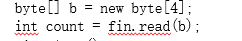 byte[] b = new byte[4];
int count = fin.read(b);